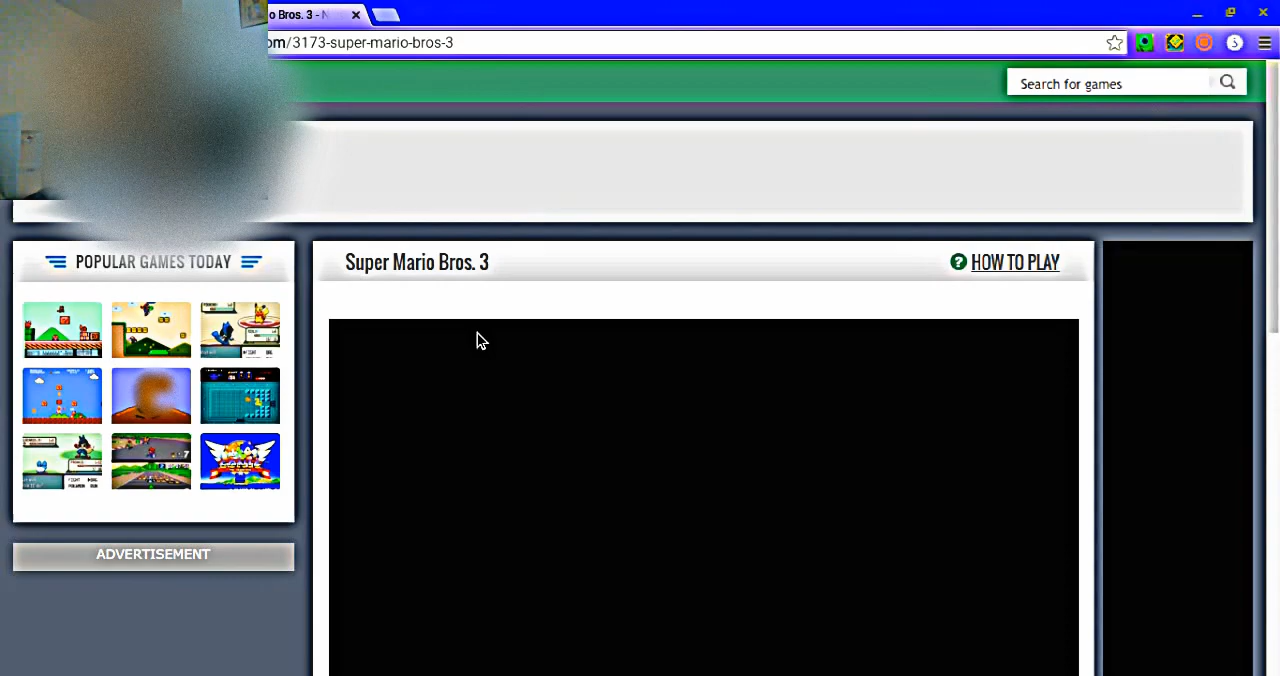 o Bros. 3 - N
om/3173-super-mario-bros-3
Search for games
POPULAR GAMES TODAY
Super Mario Bros. 3
HOW TO PLAY
ADVERTISEMENT